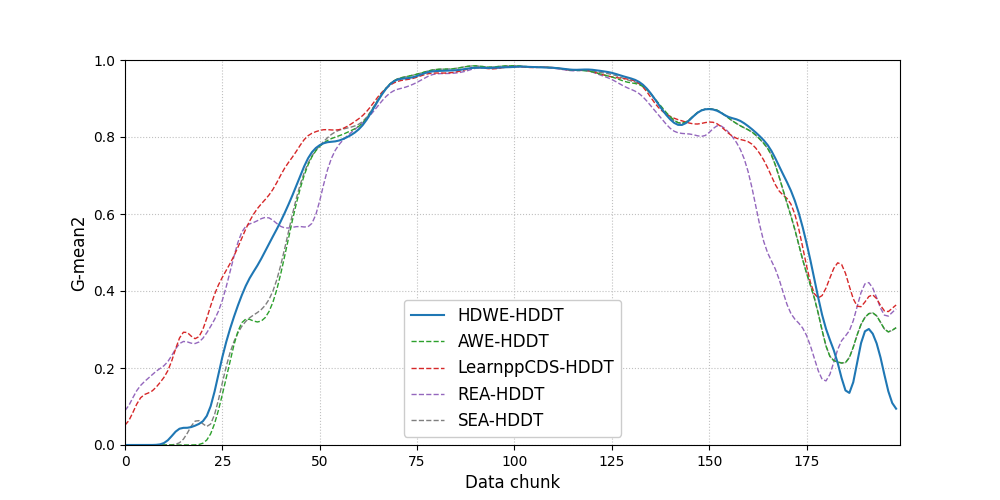 1.0
0.8
0.6
0.4
0.2
0.0
G-mean2
HDWE-HDDT
AWE-HDDT
LearnppCDS-HDDT
REA-HDDT
SEA-HDDT
0 25 50 75 100 125 150 175
Data chunk